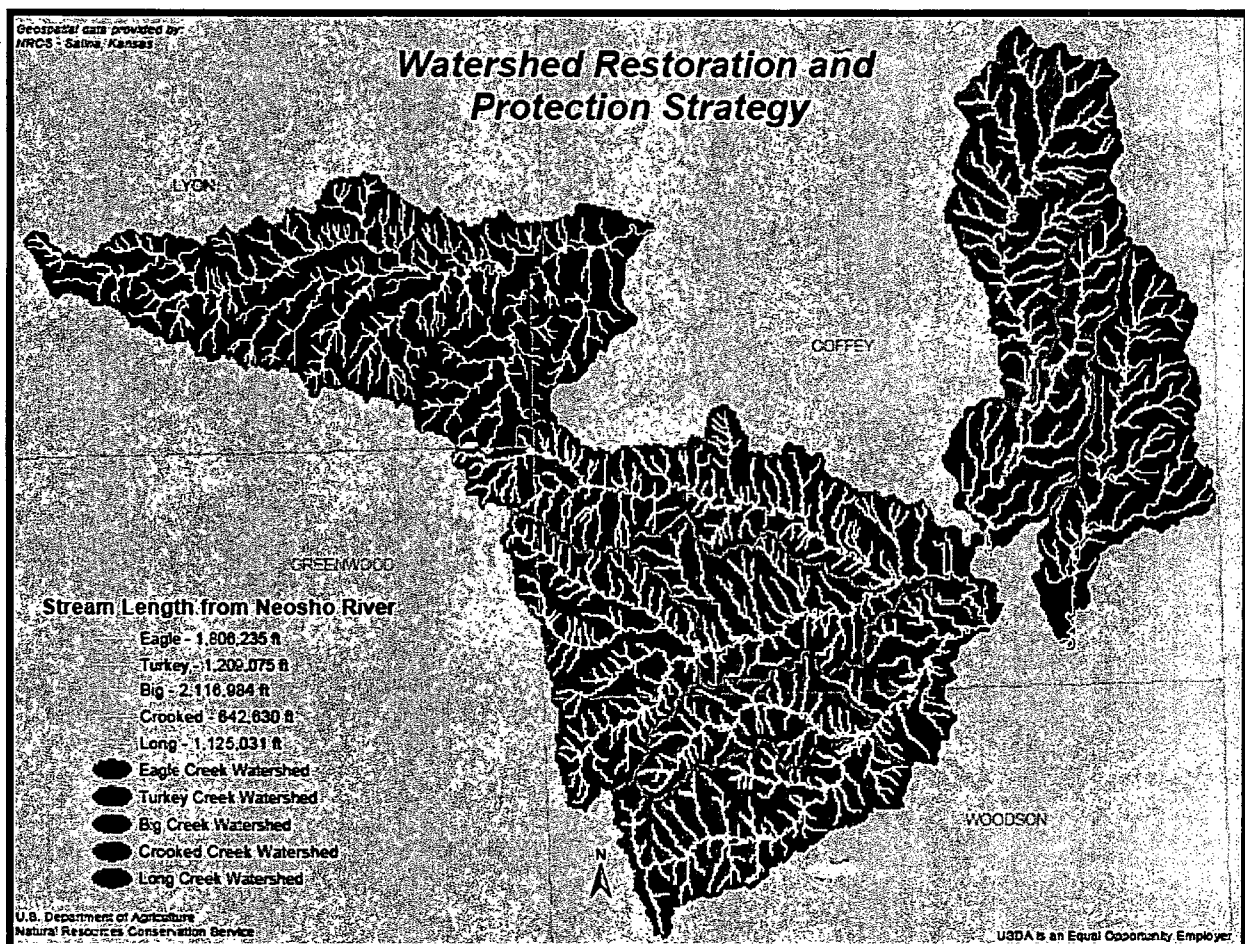 Geospatial data provided by:
NRCS - Salina, Kansas
Watershed Restoration and
Protection Strategy
LYON
COFFEY
GREENWOOD
Stream Length from Neosho River
Eagle - 1,806,235 ft
Turkey - 1,209,075 ft
Big - 2,116,984 ft
Crooked - 642,630 ft
Long - 1,125,031 ft
Eagle Creek Watershed
Turkey Creek Watershed
Big Creek Watershed
Crooked Creek Watershed
Long Creek Watershed
WOODSON
N
U.S. Department of Agriculture
Natural Resources Conservation Service
USDA is an Equal Opportunity Employer